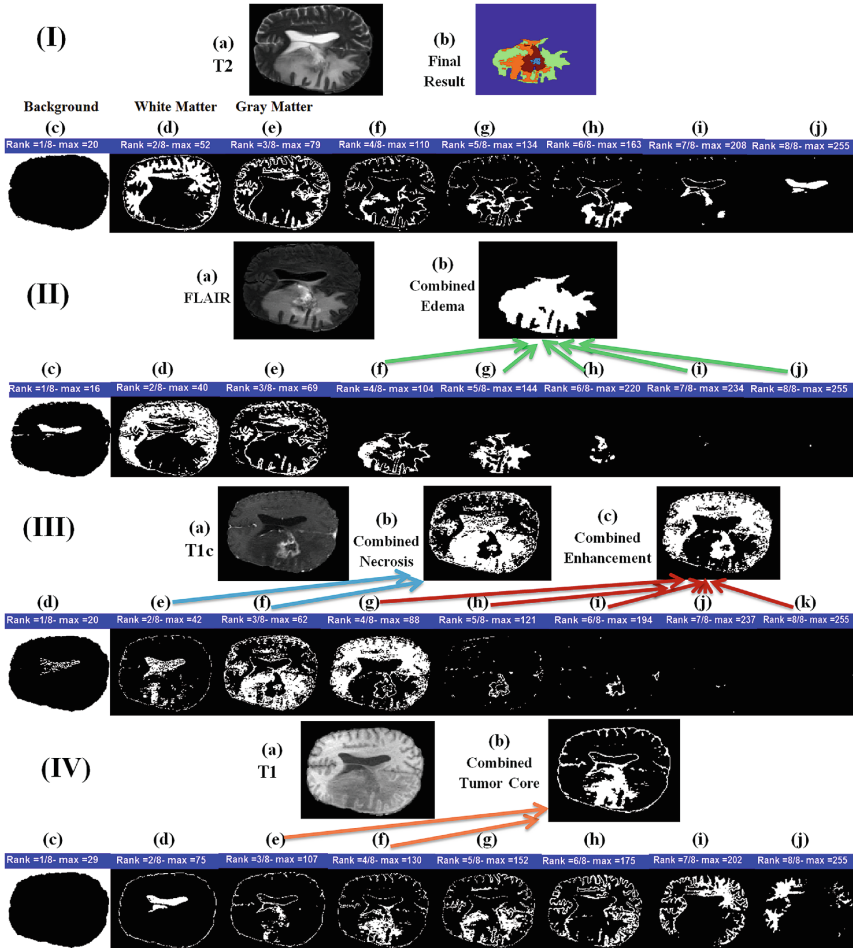 (I)
(a)
T2
(b)
Final
Result
Background White Matter Gray Matter
(c) (d) (e) (f) (g) (h) (i) (j)
Rank =1/8- max =20 Rank =2/8- max =52 Rank =3/8- max =79 Rank =4/8- max =110 Rank =5/8- max =134 Rank =6/8- max =163 Rank =7/8- max =208 Rank =8/8- max =255
(II)
(a)
FLAIR
(b)
Combined
Edema
(c) (d) (e) (f) (g) (h) (i) (j)
Rank =1/8- max =16 Rank =2/8- max =40 Rank =3/8- max =69 Rank =4/8- max =104 Rank =5/8- max =144 Rank =6/8- max =220 Rank =7/8- max =234 Rank =8/8- max =255
(III)
(a)
T1c
(b)
Combined
Necrosis
(c)
Combined
Enhancement
(d) (e) (f) (g) (h) (i) (j) (k)
Rank =1/8- max =20 Rank =2/8- max =42 Rank =3/8- max =62 Rank =4/8- max =88 Rank =5/8- max =121 Rank =6/8- max =194 Rank =7/8- max =237 Rank =8/8- max =255
(IV)
(a)
T1
(b)
Combined
Tumor Core
(c) (d) (e) (f) (g) (h) (i) (j)
Rank =1/8- max =29 Rank =2/8- max =75 Rank =3/8- max =107 Rank =4/8- max =130 Rank =5/8- max =152 Rank =6/8- max =175 Rank =7/8- max =202 Rank =8/8- max =255